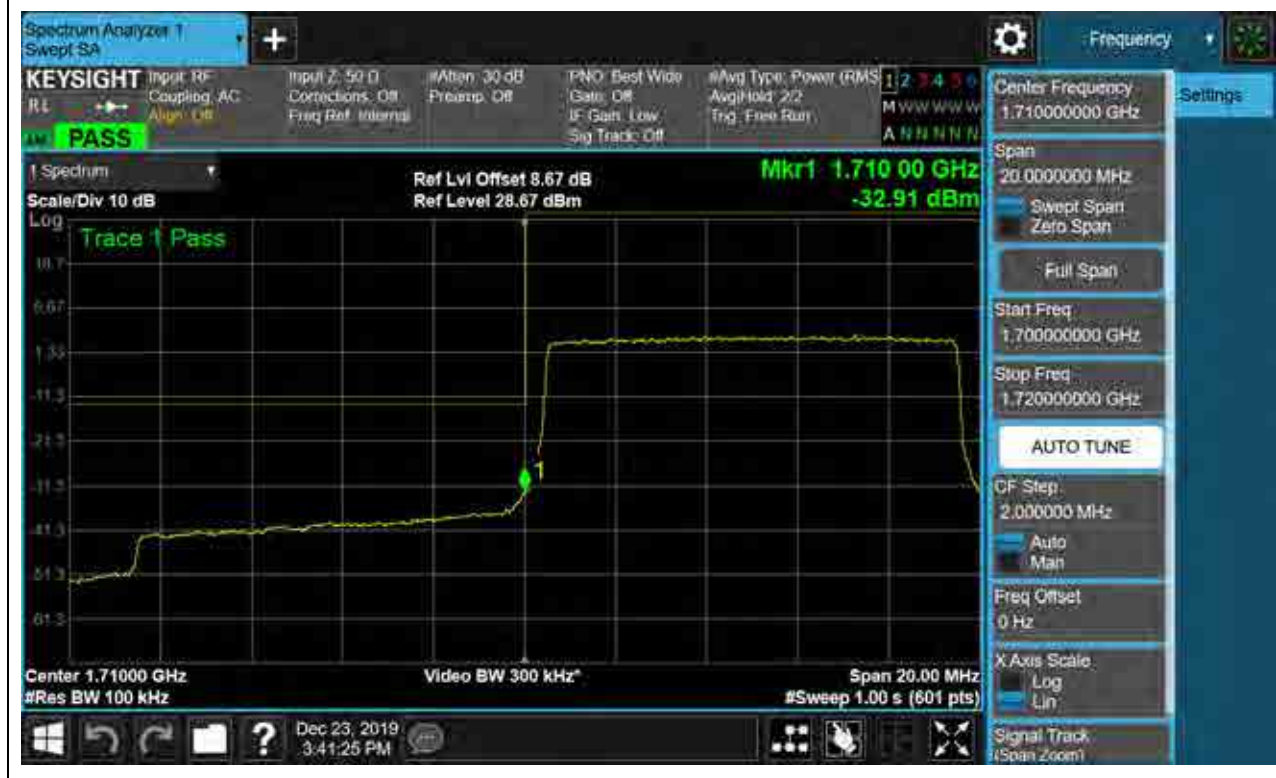 Spectrum Analyzer 1
Swept SA
Frequency
KEYSIGHT
Input: RF
Coupling: AC
Align: Off
Input Z: 50 Ω
Corrections: Off
Freq Ref: Internal
#Atten: 30 dB
Preamp: Off
PNO: Best Wide
Gate: Off
IF Gain: Low
Sig Track: Off
#Avg Type: Power (RMS
Avg|Hold: 2/2
Trig: Free Run
1 2 3 4 5 6
M W W W W W
A N N N N N
R L
PASS
1 Spectrum
Scale/Div 10 dB
Log
Ref Lvl Offset 8.67 dB
Ref Level 28.67 dBm
Mkr1 1.710 00 GHz
-32.91 dBm
Trace 1 Pass
18.7
8.67
-1.33
-11.3
-21.3
-31.3
-41.3
-51.3
-61.3
1
Center 1.71000 GHz
#Res BW 100 kHz
Video BW 300 kHz*
Span 20.00 MHz
#Sweep 1.00 s (601 pts)
Dec 23, 2019
3:41:25 PM
Center Frequency
1.710000000 GHz
Span
20.0000000 MHz
Swept Span
Zero Span
Full Span
Start Freq
1.700000000 GHz
Stop Freq
1.720000000 GHz
AUTO TUNE
CF Step
2.000000 MHz
Auto
Man
Freq Offset
0 Hz
X Axis Scale
Log
Lin
Signal Track
(Span Zoom)
Settings